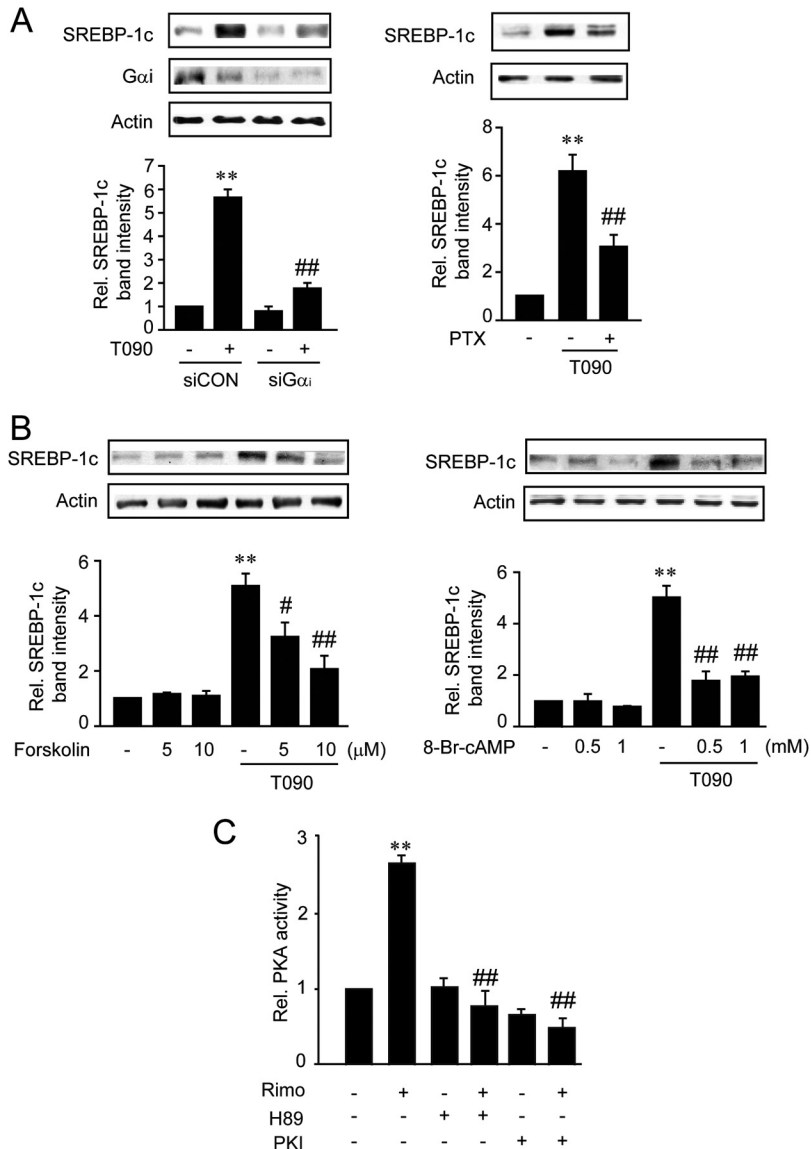 A
SREBP-1c
Gαi
Actin
Rel. SREBP-1c
band intensity
7
6
5
4
3
2
1
0
**
##
T090 - + - +
siCON siGαi
SREBP-1c
Actin
Rel. SREBP-1c
band intensity
8
6
4
2
0
**
##
PTX - - +
T090
B
SREBP-1c
Actin
Rel. SREBP-1c
band intensity
6
4
2
0
**
#
##
Forskolin - 5 10 - 5 10 (μM)
T090
SREBP-1c
Actin
Rel. SREBP-1c
band intensity
6
4
2
0
**
##
##
8-Br-cAMP - 0.5 1 - 0.5 1 (mM)
T090
C
Rel. PKA activity
3
2
1
0
**
##
##
Rimo - + - + - +
H89 - - + + - -
PKI - - - - + +